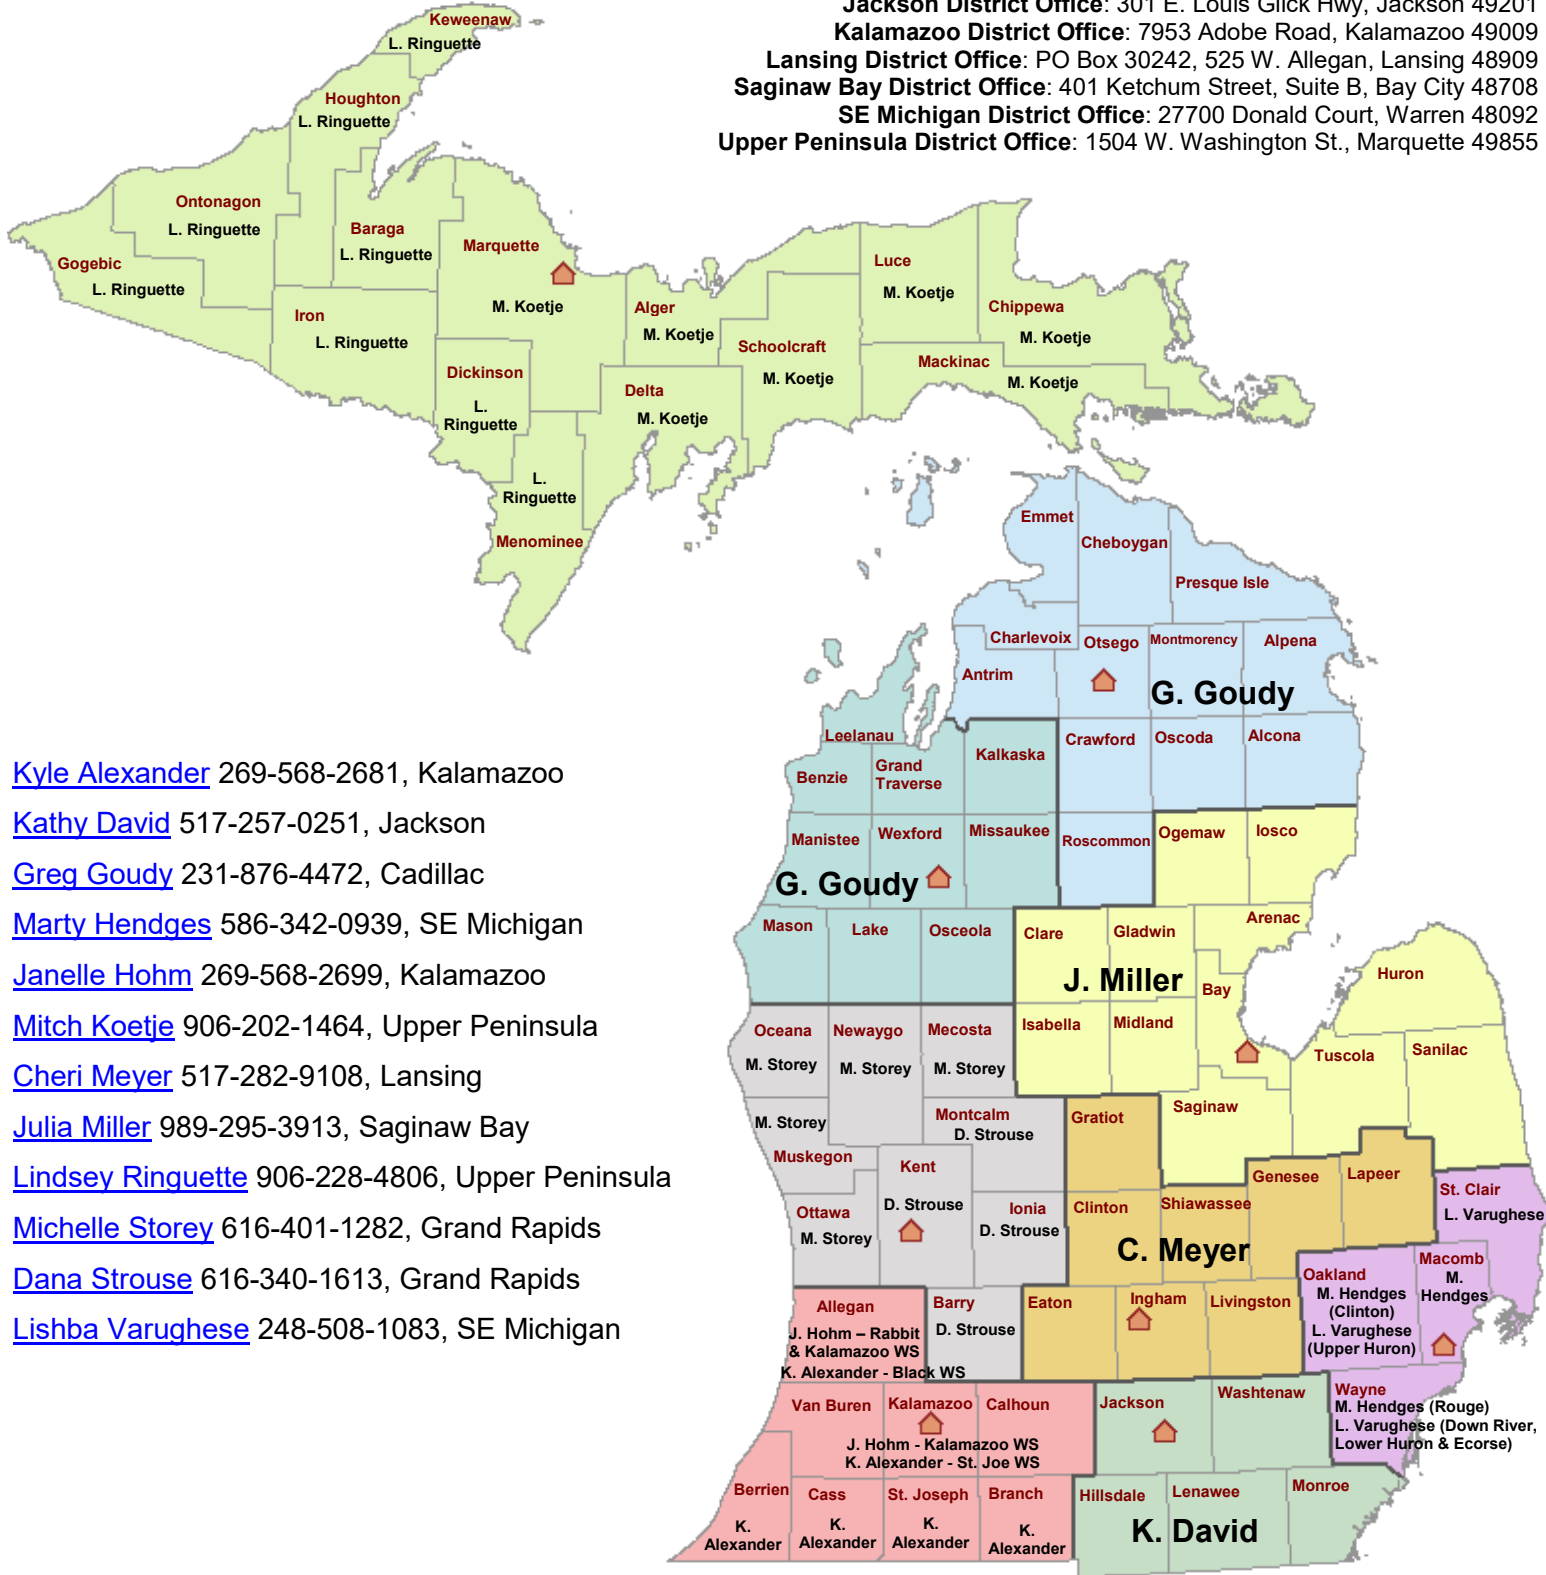 Jackson District Office: 301 E. Louis Glick Hwy, Jackson 49201
Kalamazoo District Office: 7953 Adobe Road, Kalamazoo 49009
Lansing District Office: PO Box 30242, 525 W. Allegan, Lansing 48909
Saginaw Bay District Office: 401 Ketchum Street, Suite B, Bay City 48708
SE Michigan District Office: 27700 Donald Court, Warren 48092
Upper Peninsula District Office: 1504 W. Washington St., Marquette 49855
Keweenaw
L. Ringuette
Houghton
L. Ringuette
Ontonagon
L. Ringuette
Baraga
L. Ringuette
Gogebic
L. Ringuette
Iron
L. Ringuette
Marquette
M. Koetje
Dickinson
L.
Ringuette
L.
Ringuette
Menominee
Alger
M. Koetje
Delta
M. Koetje
Schoolcraft
M. Koetje
Luce
M. Koetje
Chippewa
M. Koetje
Mackinac
M. Koetje
Emmet
Cheboygan
Presque Isle
Charlevoix
Otsego
Montmorency
Alpena
Antrim
G. Goudy
Crawford
Oscoda
Alcona
Roscommon
Leelanau
Benzie
Grand
Traverse
Kalkaska
Manistee
Wexford
Missaukee
G. Goudy
Mason
Lake
Osceola
Ogemaw
Iosco
Arenac
Clare
Gladwin
J. Miller
Bay
Isabella
Midland
Saginaw
Huron
Tuscola
Sanilac
Kyle Alexander 269-568-2681, Kalamazoo
Kathy David 517-257-0251, Jackson
Greg Goudy 231-876-4472, Cadillac
Marty Hendges 586-342-0939, SE Michigan
Janelle Hohm 269-568-2699, Kalamazoo
Mitch Koetje 906-202-1464, Upper Peninsula
Cheri Meyer 517-282-9108, Lansing
Julia Miller 989-295-3913, Saginaw Bay
Lindsey Ringuette 906-228-4806, Upper Peninsula
Michelle Storey 616-401-1282, Grand Rapids
Dana Strouse 616-340-1613, Grand Rapids
Lishba Varughese 248-508-1083, SE Michigan
Oceana
M. Storey
Newaygo
M. Storey
Mecosta
M. Storey
M. Storey
Muskegon
Montcalm
D. Strouse
Kent
D. Strouse
Ottawa
M. Storey
Ionia
D. Strouse
Barry
D. Strouse
Gratiot
Clinton
Shiawassee
Genesee
Lapeer
C. Meyer
Eaton
Ingham
Livingston
St. Clair
L. Varughese
Macomb
M.
Hendges
Oakland
M. Hendges
(Clinton)
L. Varughese
(Upper Huron)
Wayne
M. Hendges (Rouge)
L. Varughese (Down River,
Lower Huron & Ecorse)
Allegan
J. Hohm – Rabbit
& Kalamazoo WS
K. Alexander - Black WS
Van Buren
Kalamazoo
Calhoun
J. Hohm - Kalamazoo WS
K. Alexander - St. Joe WS
Berrien
K.
Alexander
Cass
K.
Alexander
St. Joseph
K.
Alexander
Branch
K.
Alexander
Jackson
Washtenaw
Hillsdale
Lenawee
Monroe
K. David